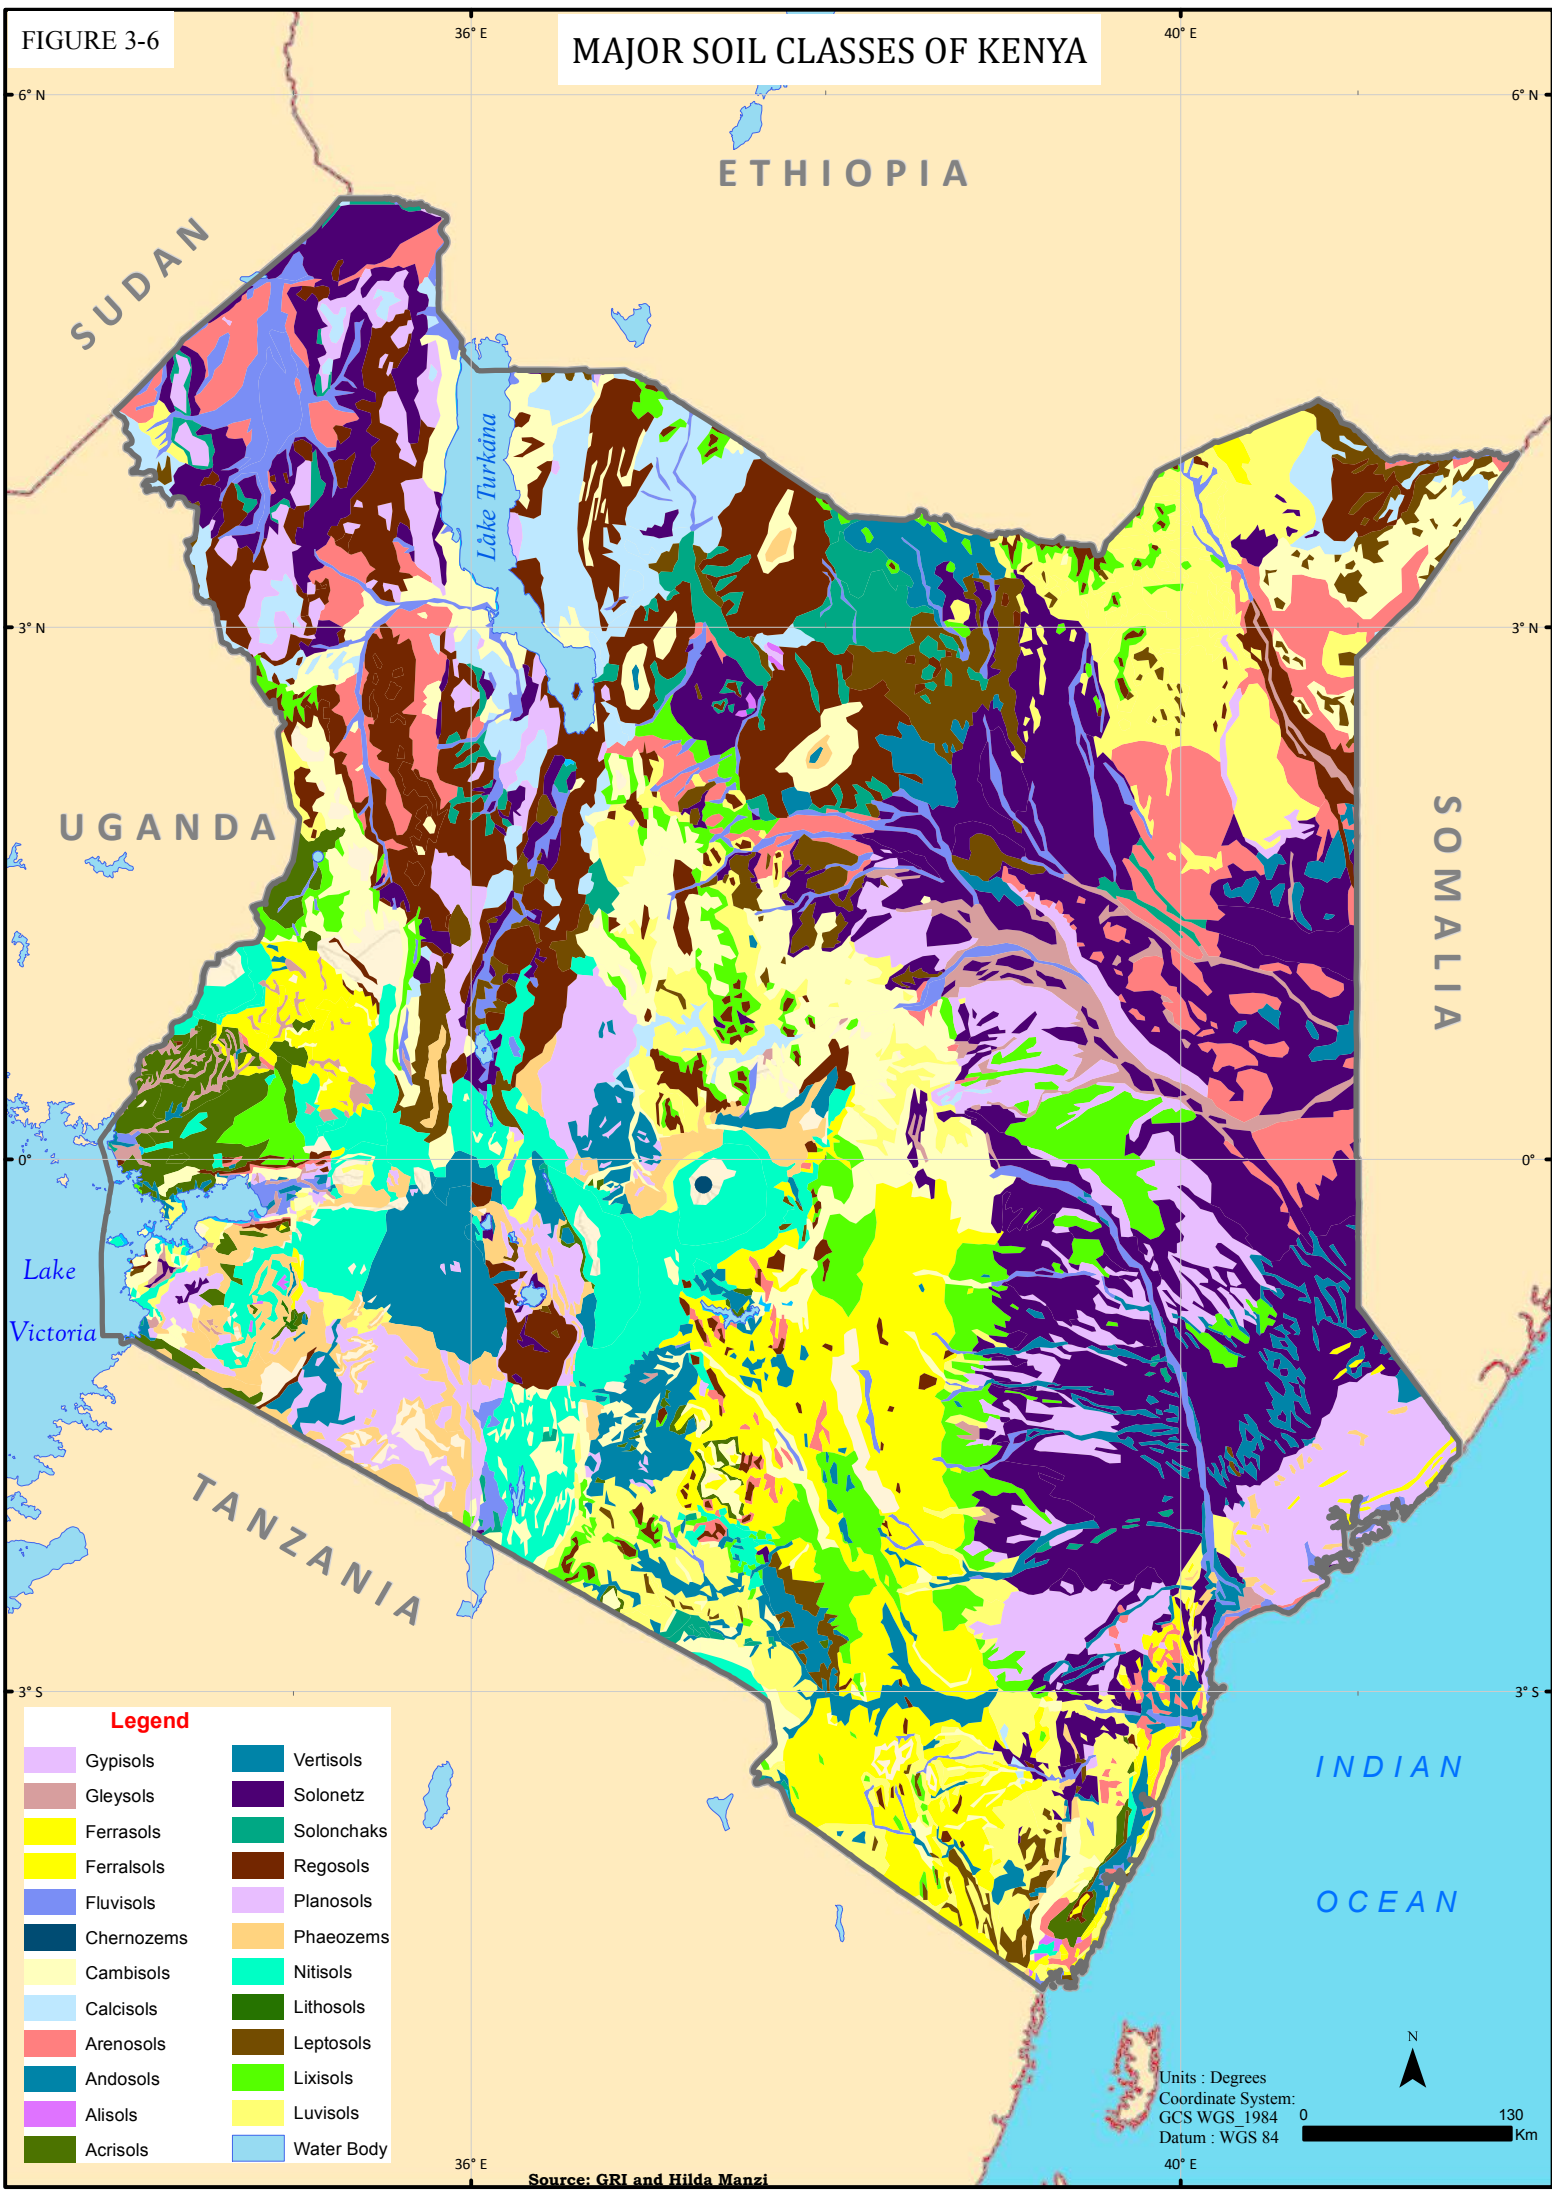 FIGURE 3-6
MAJOR SOIL CLASSES OF KENYA
36° E
40° E
6° N
6° N
ETHIOPIA
SUDAN
Lake Turkana
3° N
3° N
UGANDA
SOMALIA
0°
0°
Lake
Victoria
TANZANIA
3° S
3° S
Legend
Gypisols
Gleysols
Ferrasols
Ferralsols
Fluvisols
Chernozems
Cambisols
Calcisols
Arenosols
Andosols
Alisols
Acrisols
Vertisols
Solonetz
Solonchaks
Regosols
Planosols
Phaeozems
Nitisols
Lithosols
Leptosols
Lixisols
Luvisols
Water Body
INDIAN
OCEAN
N
Units : Degrees
Coordinate System:
GCS WGS_1984
Datum : WGS 84
0 130
Km
36° E
40° E
Source: GRI and Hilda Manzi